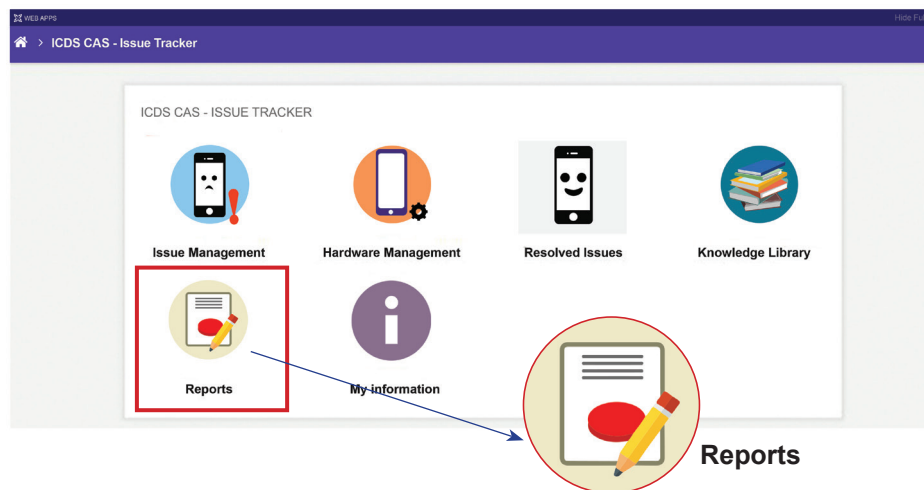 WEB APPS
Hide Ful
> ICDS CAS - Issue Tracker
ICDS CAS - ISSUE TRACKER
Issue Management
Hardware Management
Resolved Issues
Knowledge Library
Reports
My information
Reports